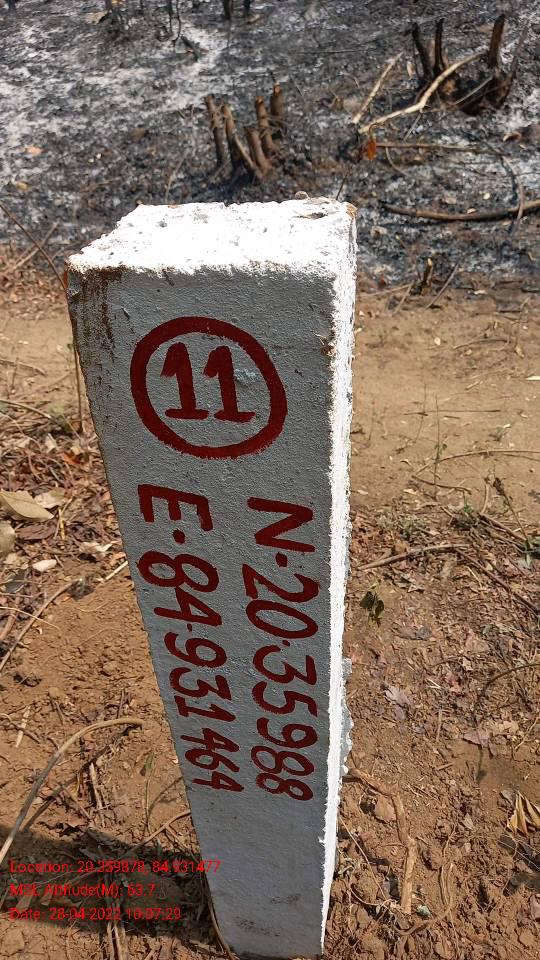 11
N·20·35988
E·84·931464
Location: 20.359878, 84.931477
MSL Altitude(M): 63.7
Date: 28-04-2022 10:07:29